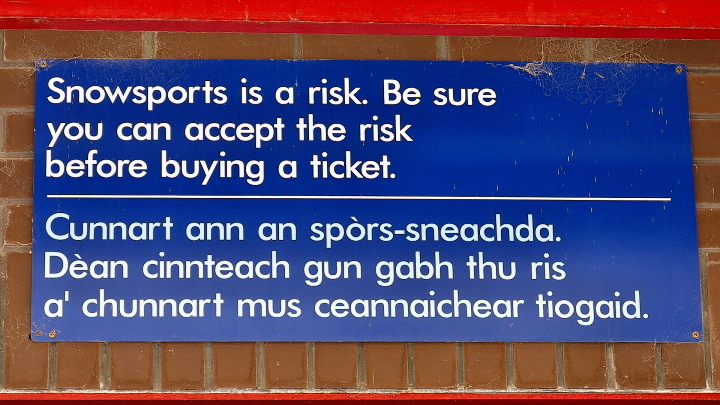 Snowsports is a risk. Be sure
you can accept the risk
before buying a ticket.
Cunnart ann an spòrs-sneachda.
Dèan cinnteach gun gabh thu ris
a' chunnart mus ceannaichear tiogaid.